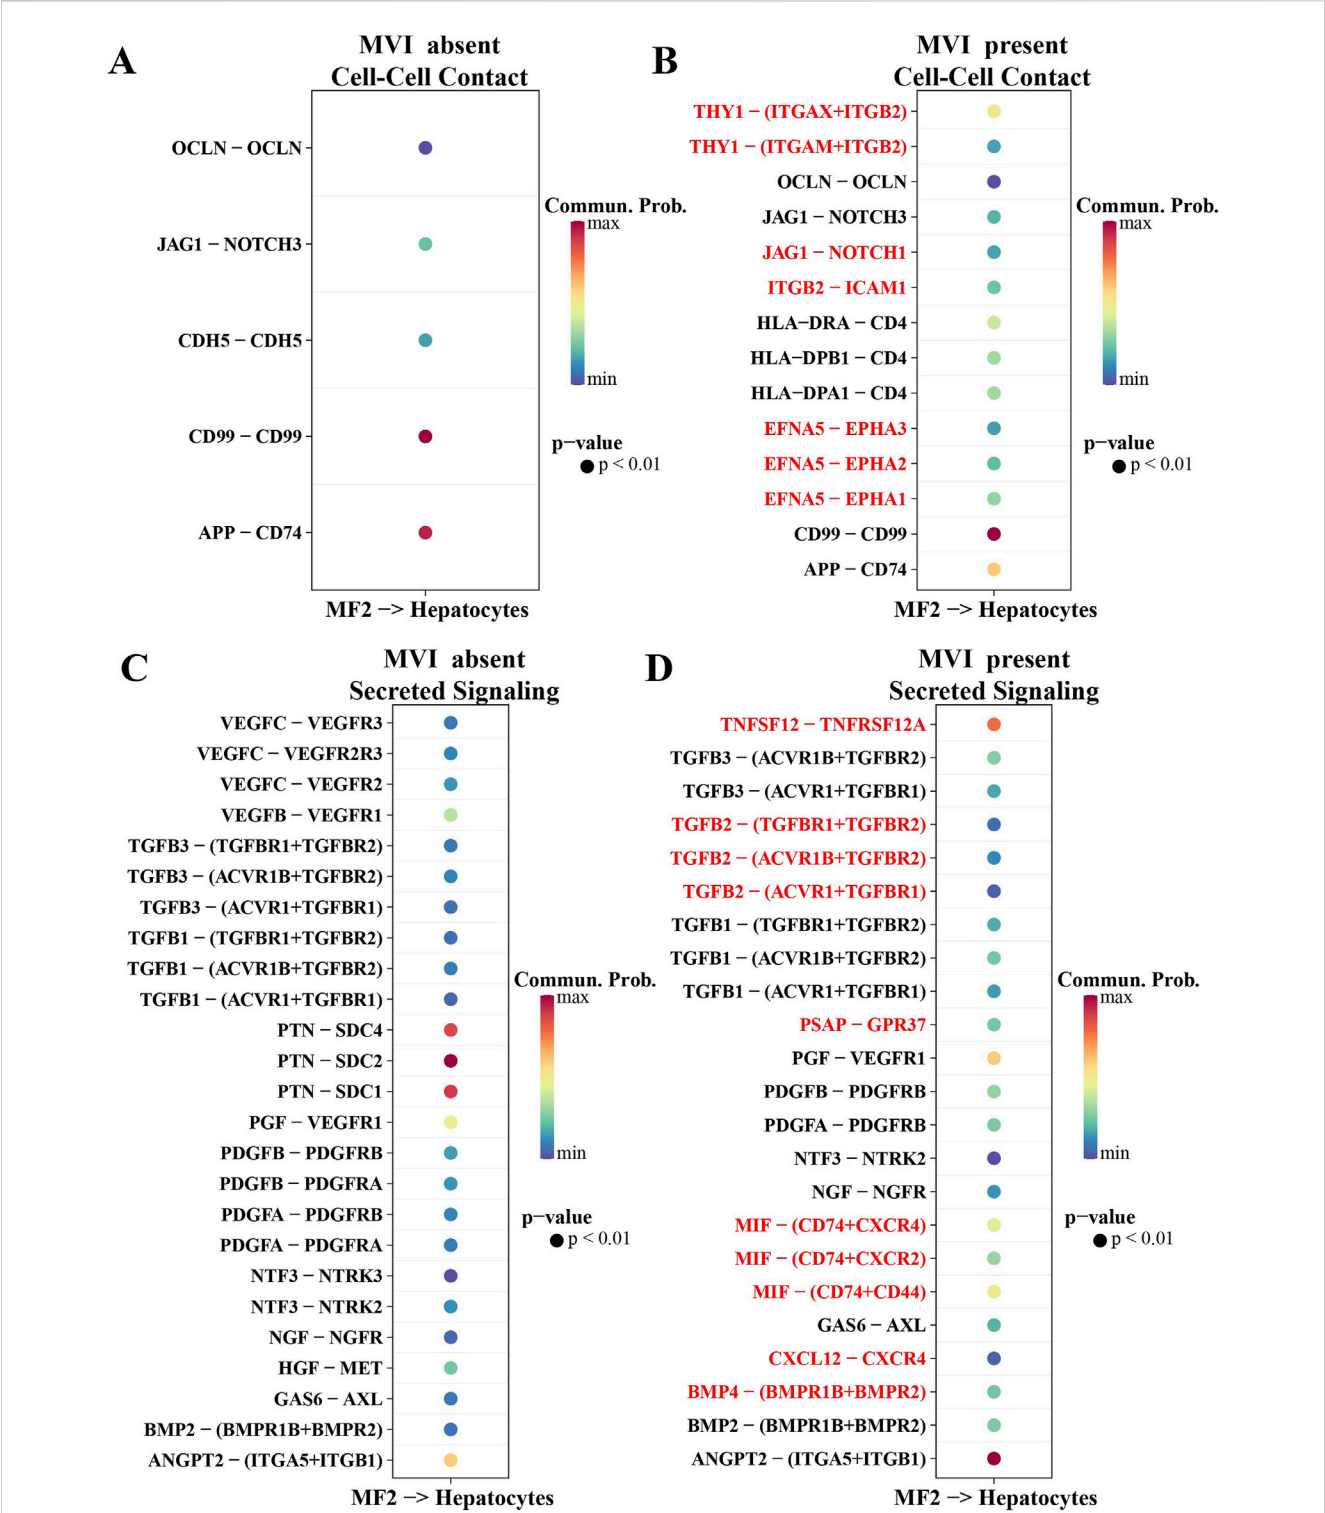 A
MVI absent
Cell-Cell Contact
OCLN − OCLN
JAG1 − NOTCH3
CDH5 − CDH5
CD99 − CD99
APP − CD74
MF2 −> Hepatocytes
Commun. Prob.
max
min
p−value
p < 0.01
B
MVI present
Cell-Cell Contact
THY1 − (ITGAX+ITGB2)
THY1 − (ITGAM+ITGB2)
OCLN − OCLN
JAG1 − NOTCH3
JAG1 − NOTCH1
ITGB2 − ICAM1
HLA−DRA − CD4
HLA−DPB1 − CD4
HLA−DPA1 − CD4
EFNA5 − EPHA3
EFNA5 − EPHA2
EFNA5 − EPHA1
CD99 − CD99
APP − CD74
MF2 −> Hepatocytes
Commun. Prob.
max
min
p−value
p < 0.01
C
MVI absent
Secreted Signaling
VEGFC − VEGFR3
VEGFC − VEGFR2R3
VEGFC − VEGFR2
VEGFB − VEGFR1
TGFB3 − (TGFBR1+TGFBR2)
TGFB3 − (ACVR1B+TGFBR2)
TGFB3 − (ACVR1+TGFBR1)
TGFB1 − (TGFBR1+TGFBR2)
TGFB1 − (ACVR1B+TGFBR2)
TGFB1 − (ACVR1+TGFBR1)
PTN − SDC4
PTN − SDC2
PTN − SDC1
PGF − VEGFR1
PDGFB − PDGFRB
PDGFB − PDGFRA
PDGFA − PDGFRB
PDGFA − PDGFRA
NTF3 − NTRK3
NTF3 − NTRK2
NGF − NGFR
HGF − MET
GAS6 − AXL
BMP2 − (BMPR1B+BMPR2)
ANGPT2 − (ITGA5+ITGB1)
MF2 −> Hepatocytes
Commun. Prob.
max
min
p−value
p < 0.01
D
MVI present
Secreted Signaling
TNFSF12 − TNFRSF12A
TGFB3 − (ACVR1B+TGFBR2)
TGFB3 − (ACVR1+TGFBR1)
TGFB2 − (TGFBR1+TGFBR2)
TGFB2 − (ACVR1B+TGFBR2)
TGFB2 − (ACVR1+TGFBR1)
TGFB1 − (TGFBR1+TGFBR2)
TGFB1 − (ACVR1B+TGFBR2)
TGFB1 − (ACVR1+TGFBR1)
PSAP − GPR37
PGF − VEGFR1
PDGFB − PDGFRB
PDGFA − PDGFRB
NTF3 − NTRK2
NGF − NGFR
MIF − (CD74+CXCR4)
MIF − (CD74+CXCR2)
MIF − (CD74+CD44)
GAS6 − AXL
CXCL12 − CXCR4
BMP4 − (BMPR1B+BMPR2)
BMP2 − (BMPR1B+BMPR2)
ANGPT2 − (ITGA5+ITGB1)
MF2 −> Hepatocytes
Commun. Prob.
max
min
p−value
p < 0.01